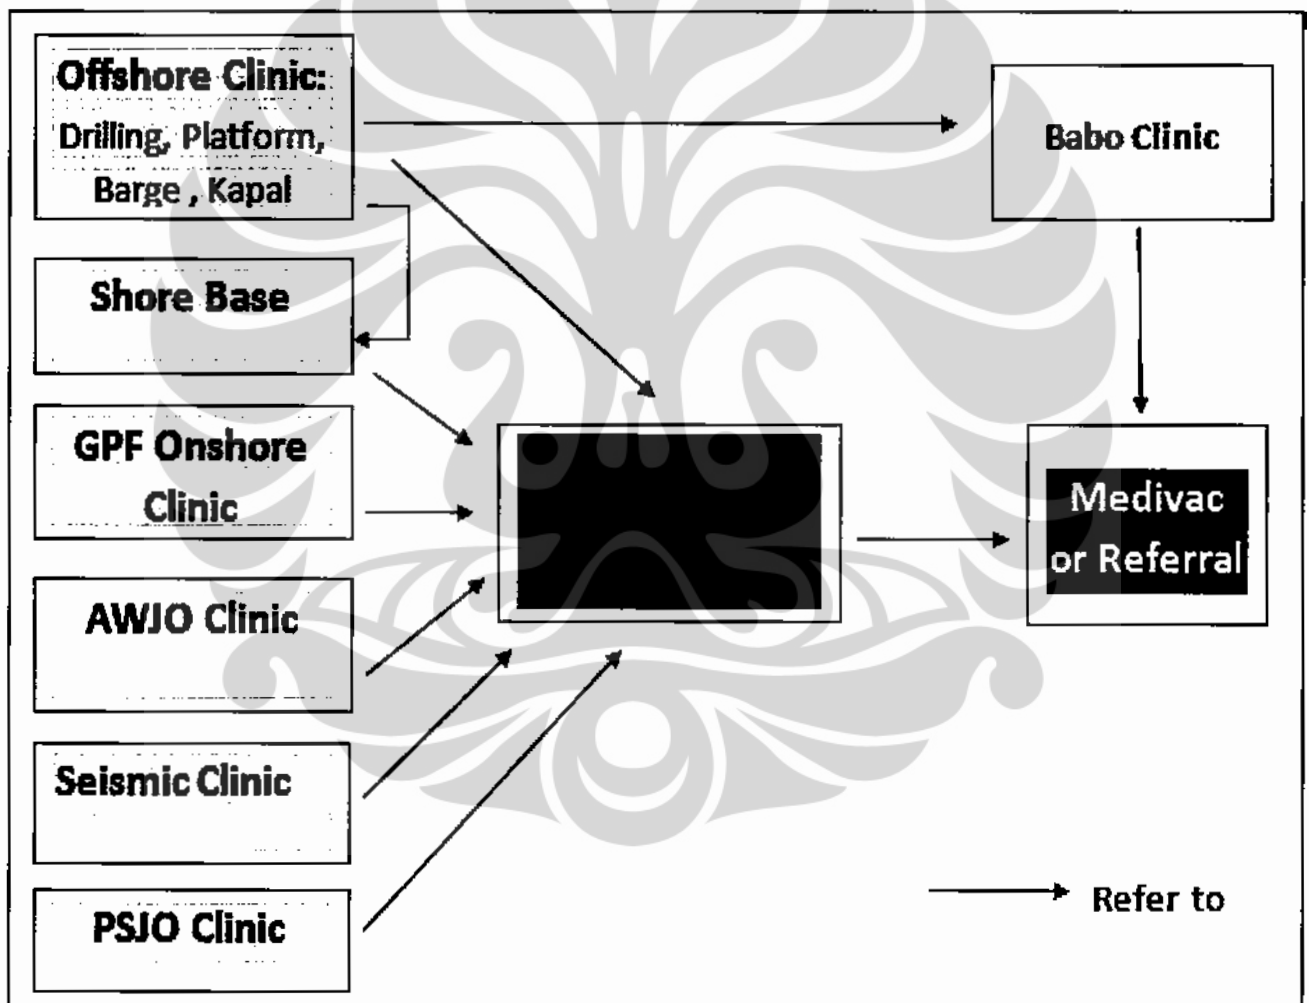 Offshore Clinic:
Drilling, Platform,
Barge , Kapal
Babo Clinic
Shore Base
GPF Onshore
Clinic
Medivac
or Referral
AWJO Clinic
Seismic Clinic
PSJO Clinic
Refer to